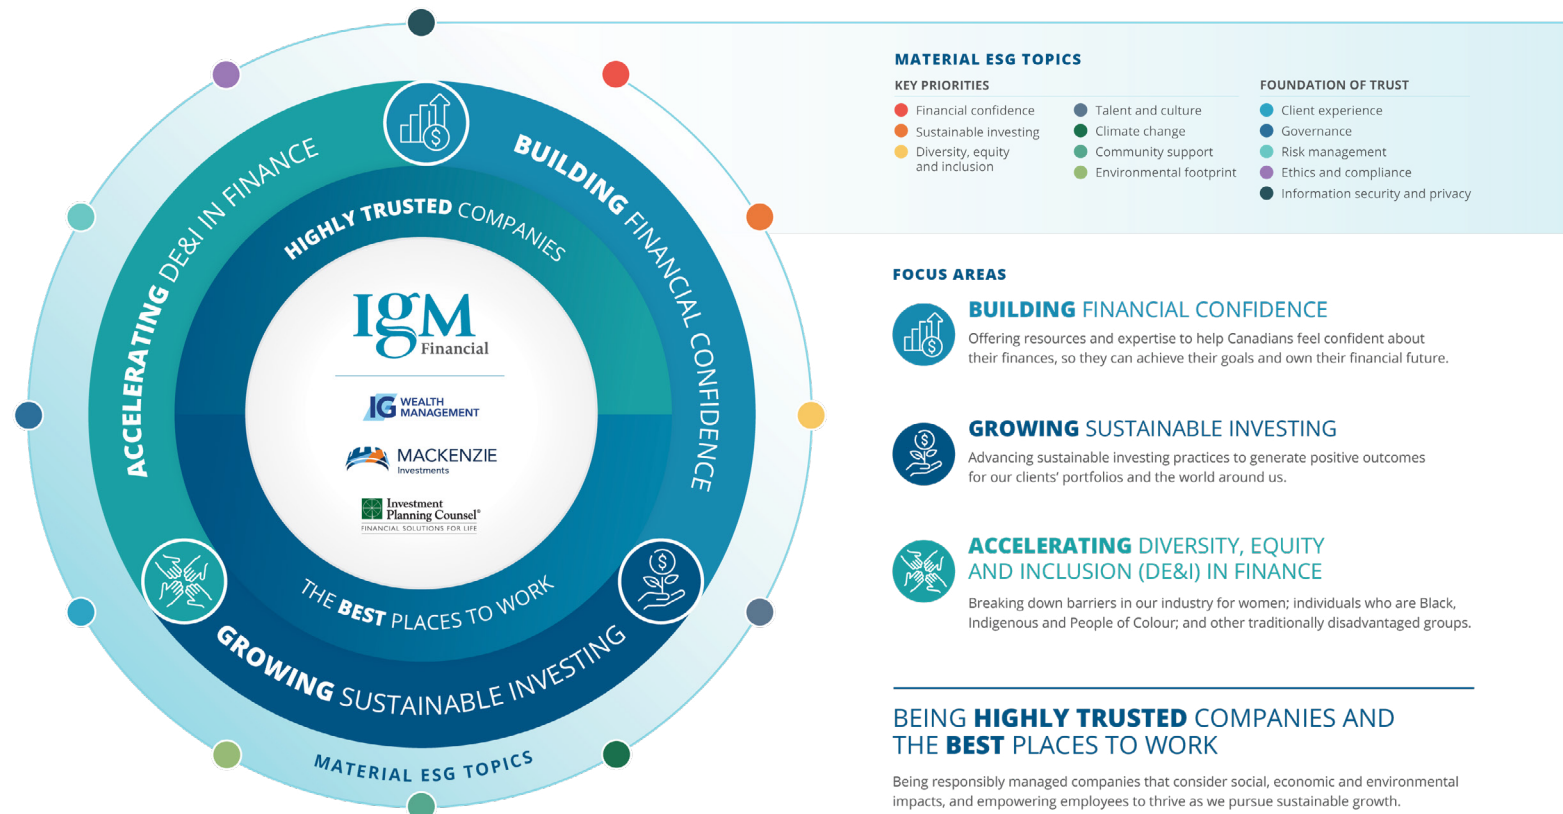 ACCELERATING DE&I IN FINANCE
BUILDING FINANCIAL CONFIDENCE
HIGHLY TRUSTED COMPANIES
IgM
Financial
IG WEALTH
MANAGEMENT
MACKENZIE
Investments
Investment
Planning Counsel®
FINANCIAL SOLUTIONS FOR LIFE
THE BEST PLACES TO WORK
GROWING SUSTAINABLE INVESTING
MATERIAL ESG TOPICS
MATERIAL ESG TOPICS
KEY PRIORITIES
Financial confidence
Sustainable investing
Diversity, equity
and inclusion
Talent and culture
Climate change
Community support
Environmental footprint
FOUNDATION OF TRUST
Client experience
Governance
Risk management
Ethics and compliance
Information security and privacy
FOCUS AREAS
BUILDING FINANCIAL CONFIDENCE
Offering resources and expertise to help Canadians feel confident about
their finances, so they can achieve their goals and own their financial future.
GROWING SUSTAINABLE INVESTING
Advancing sustainable investing practices to generate positive outcomes
for our clients' portfolios and the world around us.
ACCELERATING DIVERSITY, EQUITY
AND INCLUSION (DE&I) IN FINANCE
Breaking down barriers in our industry for women; individuals who are Black,
Indigenous and People of Colour; and other traditionally disadvantaged groups.
BEING HIGHLY TRUSTED COMPANIES AND
THE BEST PLACES TO WORK
Being responsibly managed companies that consider social, economic and environmental
impacts, and empowering employees to thrive as we pursue sustainable growth.